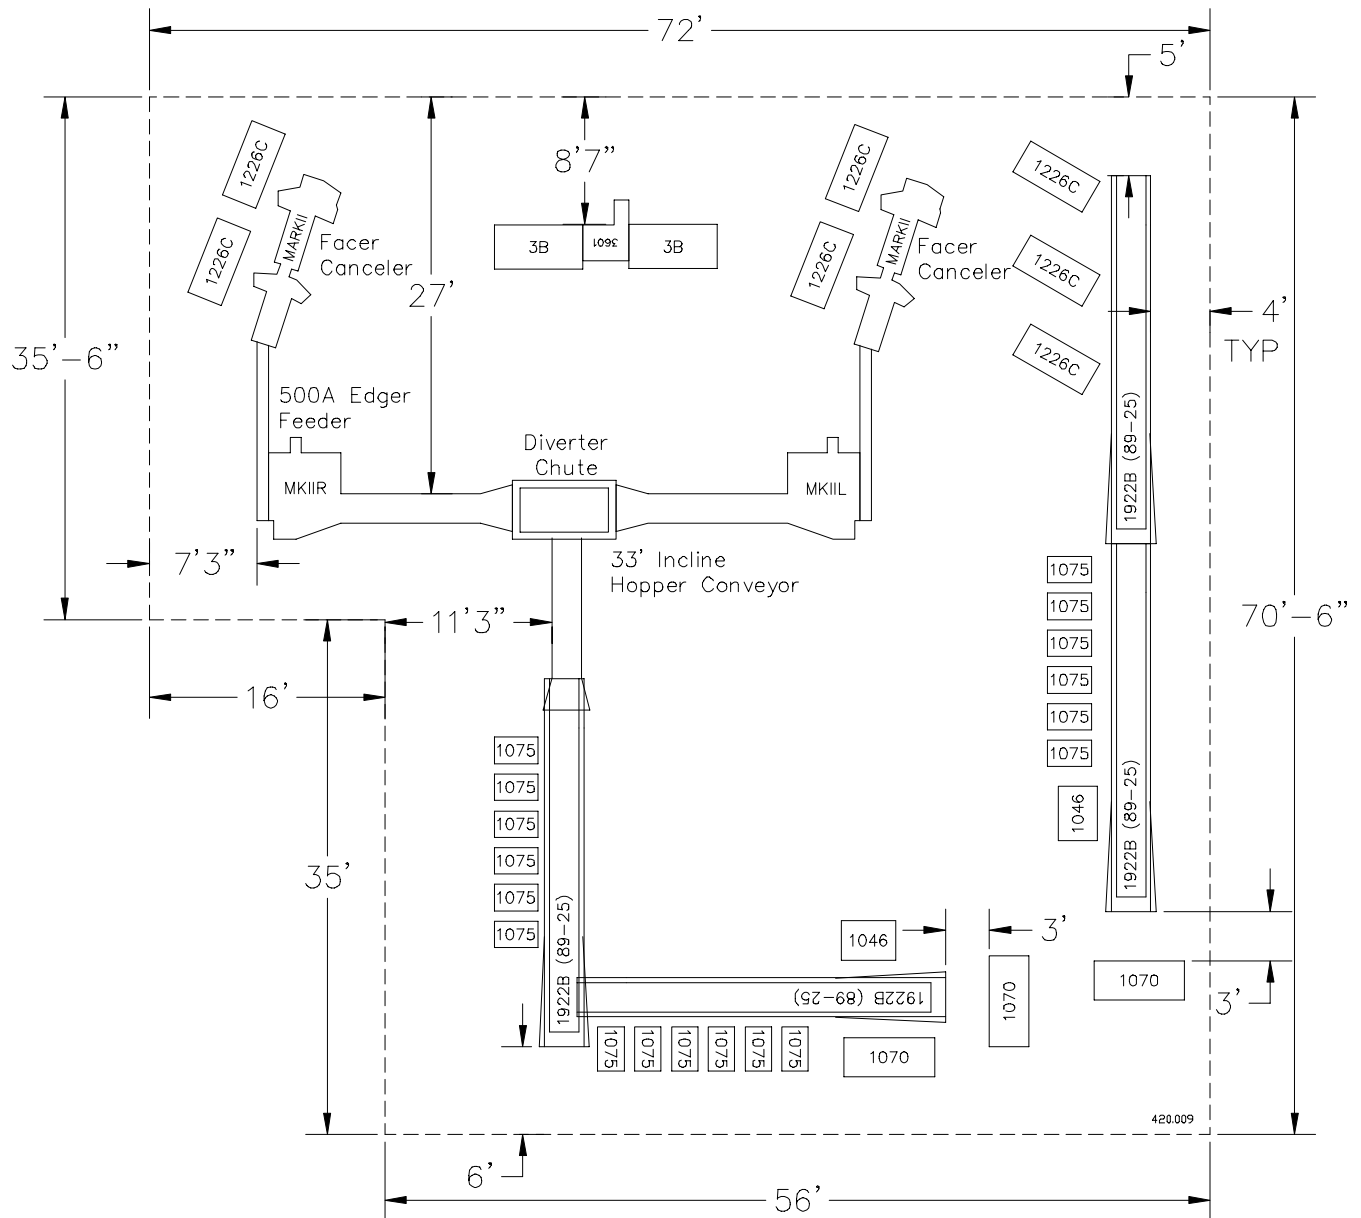 72'
5'
8'7"
1226C
1226C
1226C
MARKII
MARKII
Facer
Canceler
3B
3601
3B
Facer
Canceler
1226C
1226C
1226C
27'
4'
TYP
35'-6"
1226C
500A Edger
Feeder
Diverter
Chute
MKIIR
MKIIL
1922B (89-25)
7'3"
33' Incline
Hopper Conveyor
1075
1075
1075
1075
1075
1075
11'3"
70'-6"
16'
1075
1075
1075
1075
1075
1075
1046
1922B (89-25)
35'
1922B (89-25)
1046
3'
1922B (89-25)
1070
1070
3'
1075
1075
1075
1075
1075
1075
1070
420.009
6'
56'